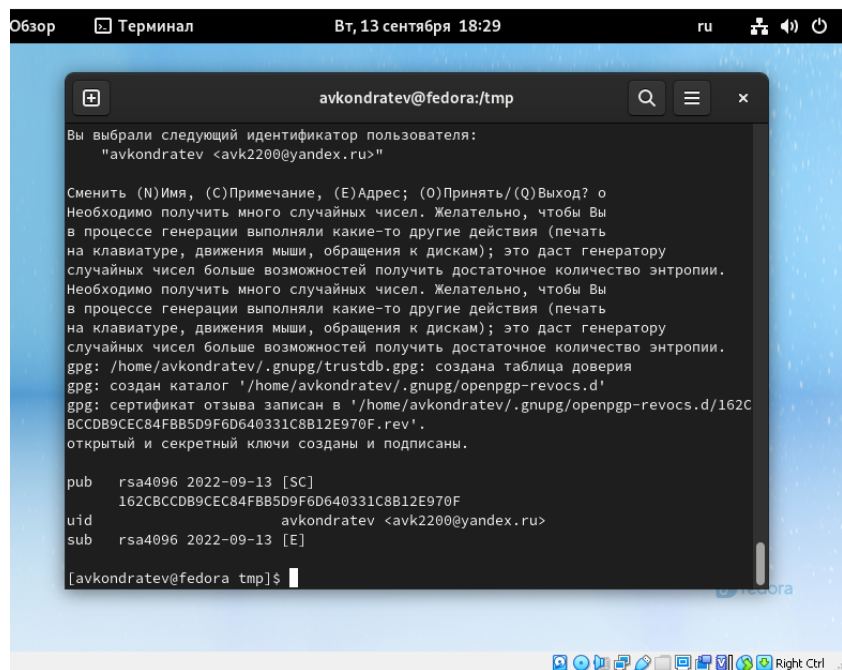 Обзор Терминал Вт, 13 сентября 18:29 ru
avkondratev@fedora:/tmp
Вы выбрали следующий идентификатор пользователя:
"avkondratev <avk2200@yandex.ru>"
Сменить (N)Имя, (C)Примечание, (E)Адрес; (O)Принять/(Q)Выход? o
Необходимо получить много случайных чисел. Желательно, чтобы Вы
в процессе генерации выполняли какие-то другие действия (печать
на клавиатуре, движения мыши, обращения к дискам); это даст генератору
случайных чисел больше возможностей получить достаточное количество энтропии.
Необходимо получить много случайных чисел. Желательно, чтобы Вы
в процессе генерации выполняли какие-то другие действия (печать
на клавиатуре, движения мыши, обращения к дискам); это даст генератору
случайных чисел больше возможностей получить достаточное количество энтропии.
gpg: /home/avkondratev/.gnupg/trustdb.gpg: создана таблица доверия
gpg: создан каталог '/home/avkondratev/.gnupg/openpgp-revocs.d'
gpg: сертификат отзыва записан в '/home/avkondratev/.gnupg/openpgp-revocs.d/162C
BCCDB9CEC84FBB5D9F6D640331C8B12E970F.rev'.
открытый и секретный ключи созданы и подписаны.
pub rsa4096 2022-09-13 [SC]
162CBCCDB9CEC84FBB5D9F6D640331C8B12E970F
uid avkondratev <avk2200@yandex.ru>
sub rsa4096 2022-09-13 [E]
[avkondratev@fedora tmp]$
fedora
Right Ctrl